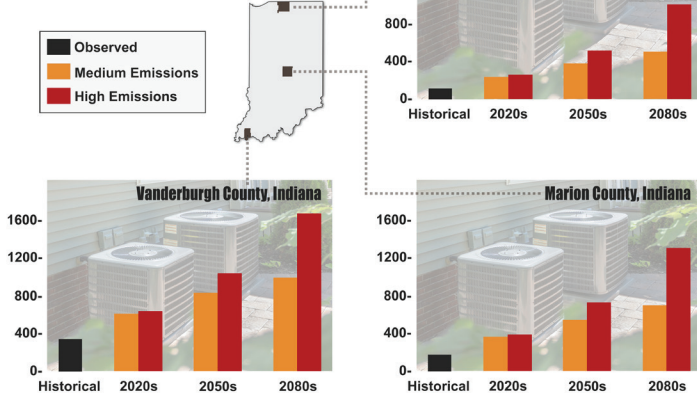 800-
400-
0-
Historical 2020s 2050s 2080s
Observed
Medium Emissions
High Emissions
Vanderburgh County, Indiana
1600-
1200-
800-
400-
0-
Historical 2020s 2050s 2080s
Marion County, Indiana
1600-
1200-
800-
400-
0-
Historical 2020s 2050s 2080s